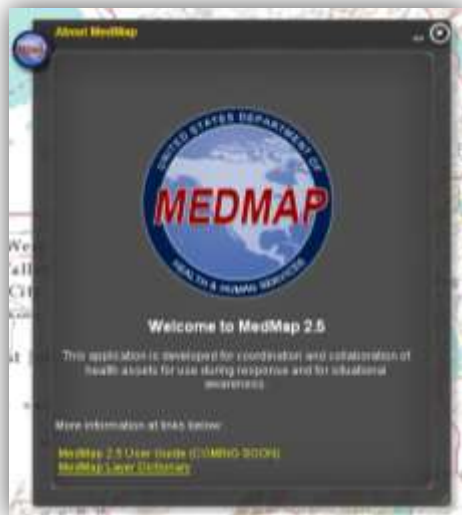 About MedMap
UNITED STATES DEPARTMENT OF
MEDMAP
HEALTH & HUMAN SERVICES
Welcome to MedMap 2.5
This application is developed for coordination and collaboration of
health assets for use during response and for situational
awareness.
More information at links below:
MedMap 2.5 User Guide (COMING SOON)
MedMap Layer Dictionary